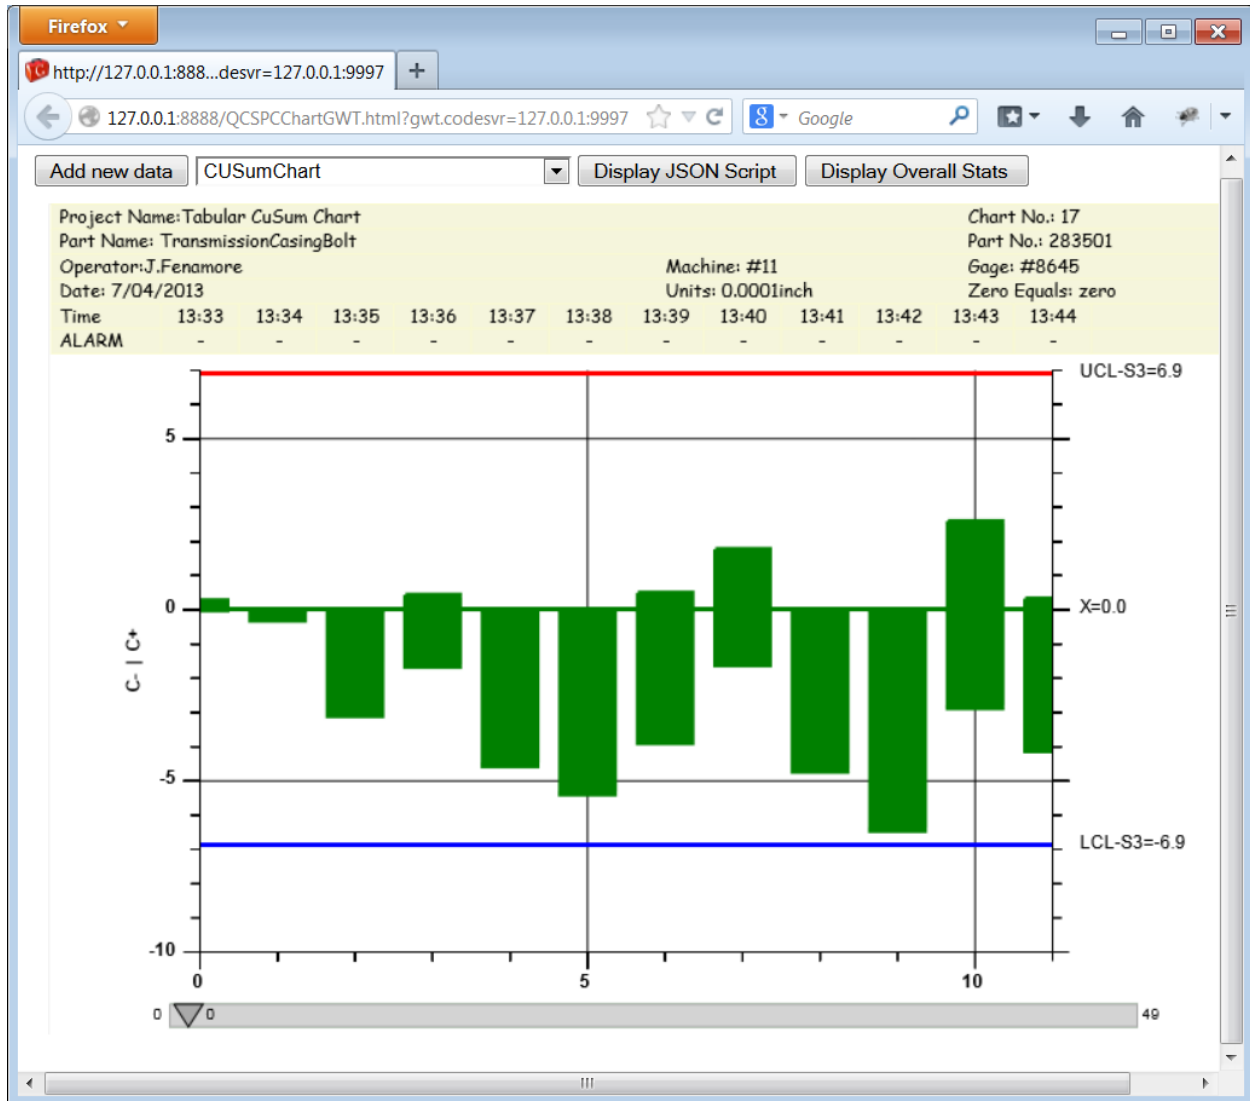 Firefox
http://127.0.0.1:888...desvr=127.0.0.1:9997 +
127.0.0.1:8888/QCSPCChartGWT.html?gwt.codesvr=127.0.0.1:9997 8 Google
Add new data CUSumChart Display JSON Script Display Overall Stats
Project Name:Tabular CuSum Chart Chart No.: 17
Part Name: TransmissionCasingBolt Part No.: 283501
Operator:J.Fenamore Machine: #11 Gage: #8645
Date: 7/04/2013 Units: 0.0001inch Zero Equals: zero
Time 13:33 13:34 13:35 13:36 13:37 13:38 13:39 13:40 13:41 13:42 13:43 13:44
ALARM - - - - - - - - - - - -
UCL-S3=6.9
5
0 X=0.0
C- | C+
-5
LCL-S3=-6.9
-10
0 5 10
0 0 49